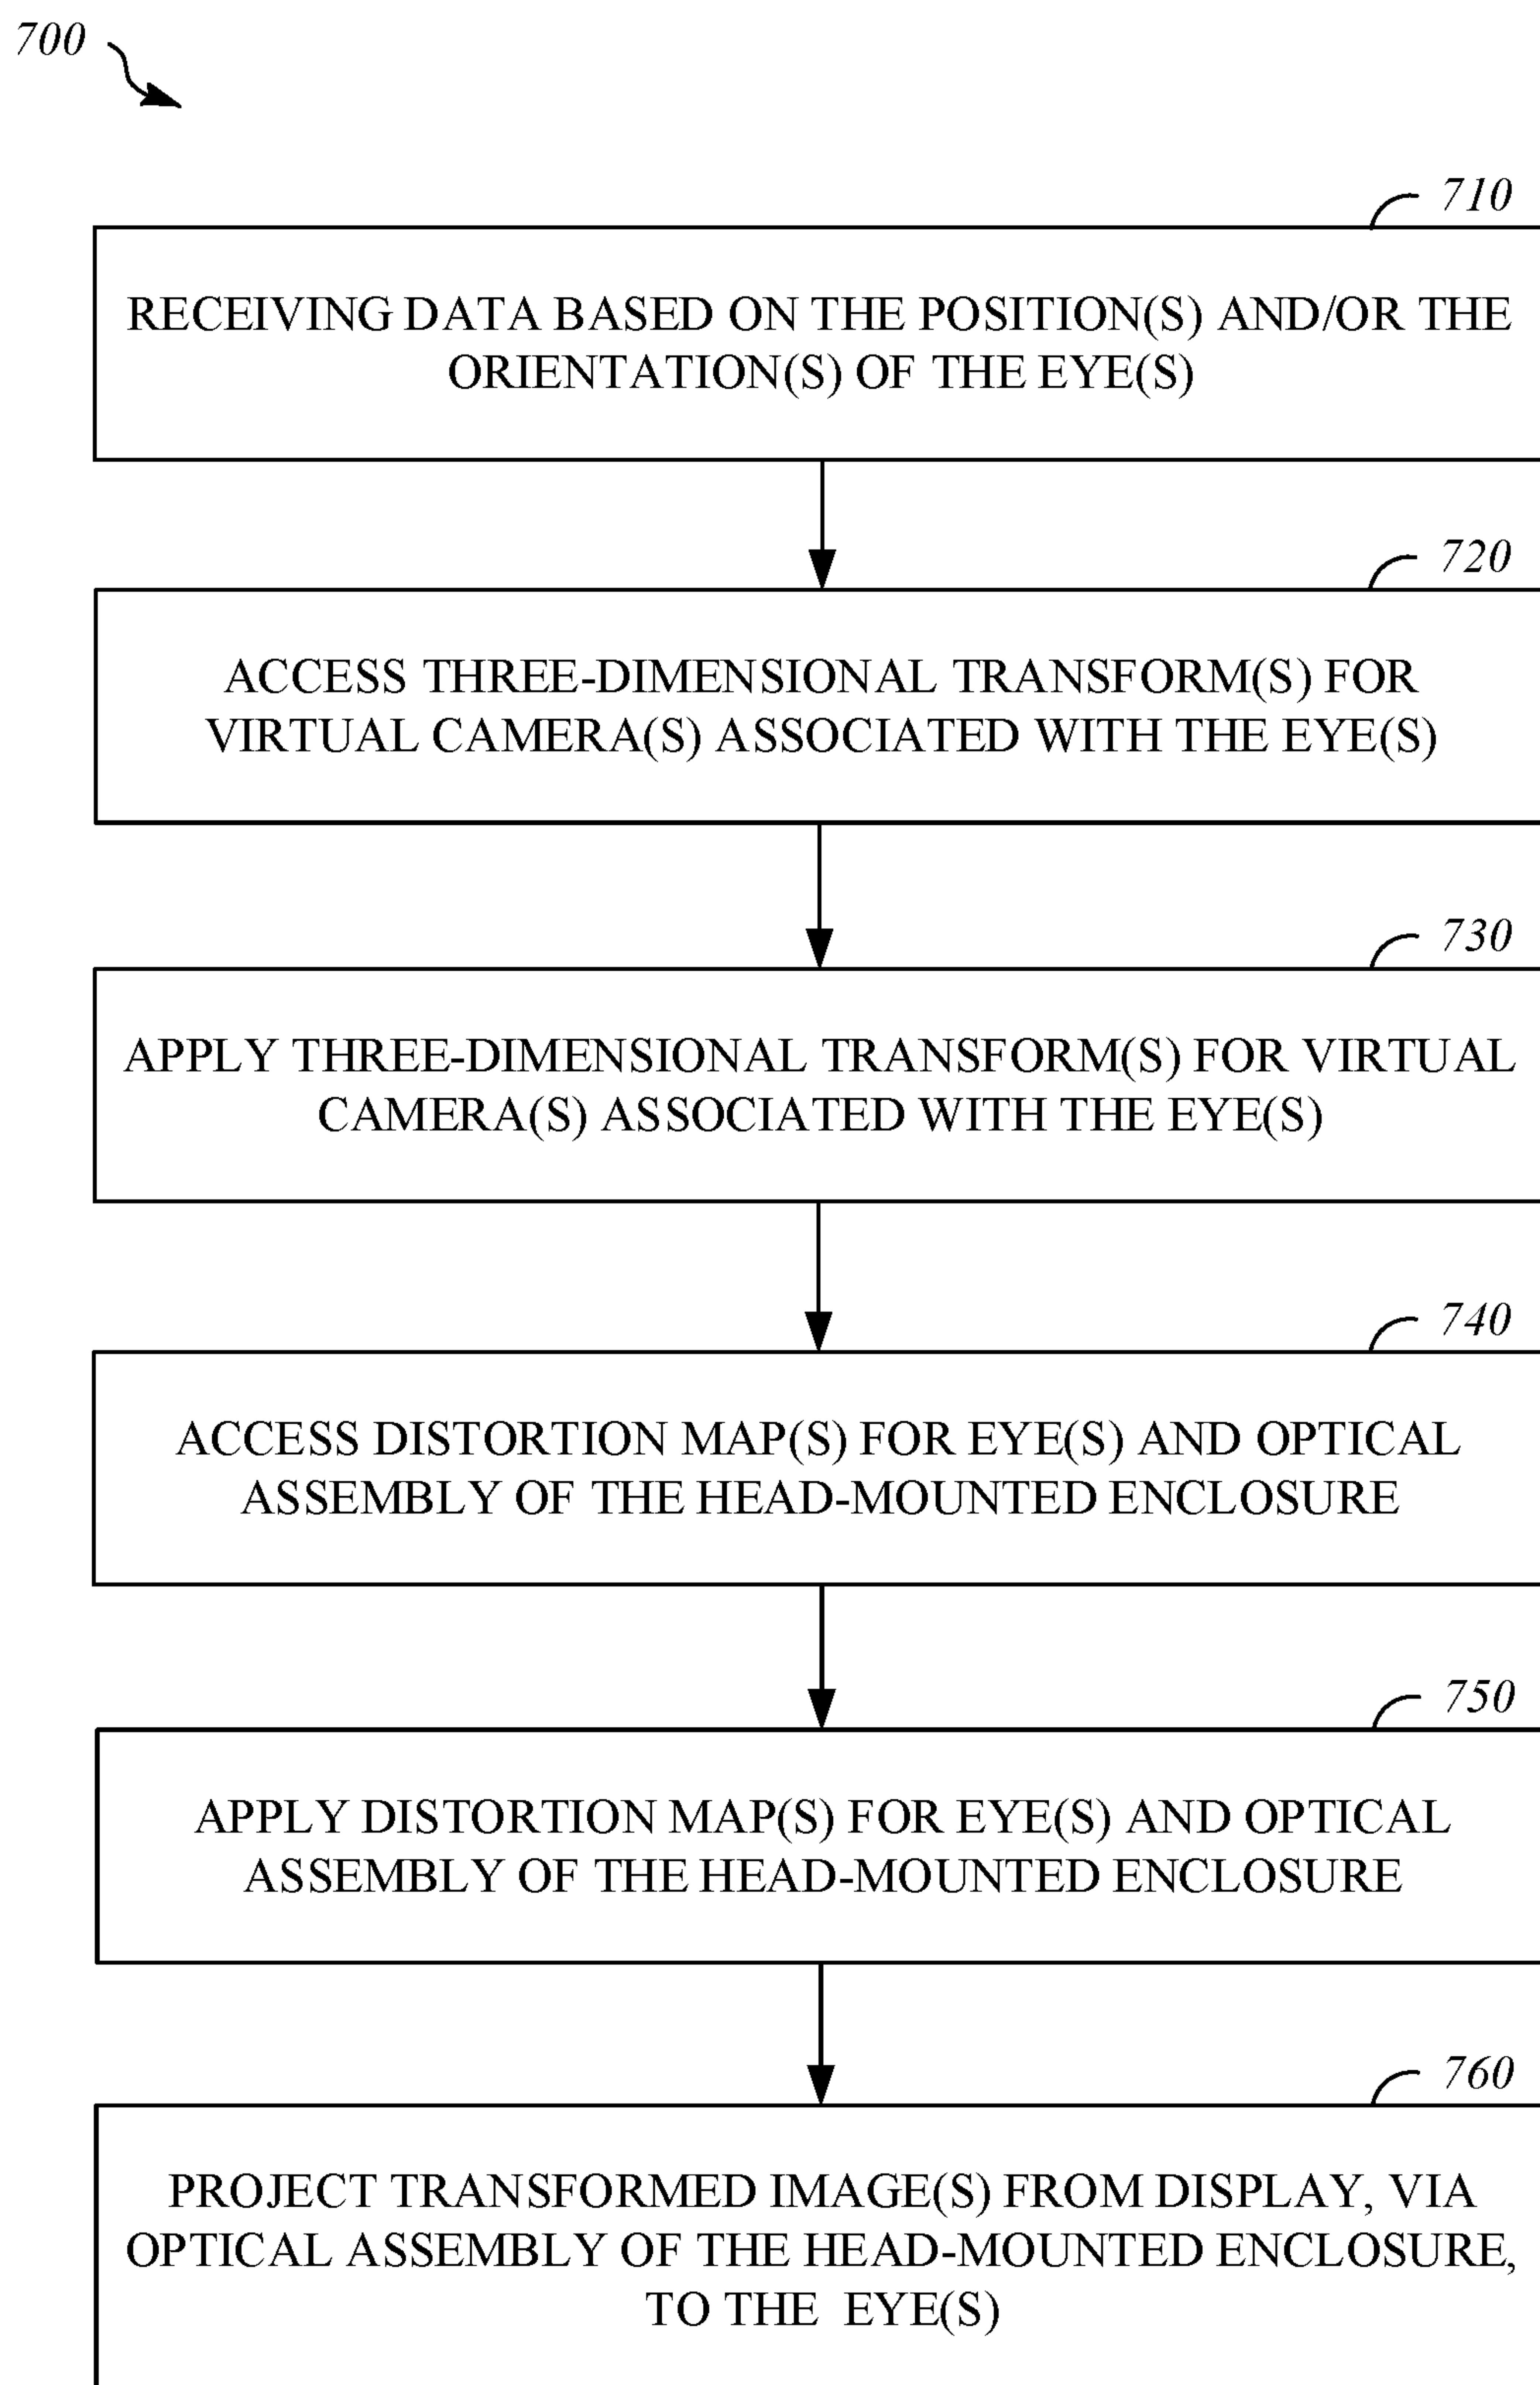 700
710
RECEIVING DATA BASED ON THE POSITION(S) AND/OR THE
ORIENTATION(S) OF THE EYE(S)
720
ACCESS THREE-DIMENSIONAL TRANSFORM(S) FOR
VIRTUAL CAMERA(S) ASSOCIATED WITH THE EYE(S)
730
APPLY THREE-DIMENSIONAL TRANSFORM(S) FOR VIRTUAL
CAMERA(S) ASSOCIATED WITH THE EYE(S)
740
ACCESS DISTORTION MAP(S) FOR EYE(S) AND OPTICAL
ASSEMBLY OF THE HEAD-MOUNTED ENCLOSURE
750
APPLY DISTORTION MAP(S) FOR EYE(S) AND OPTICAL
ASSEMBLY OF THE HEAD-MOUNTED ENCLOSURE
760
PROJECT TRANSFORMED IMAGE(S) FROM DISPLAY, VIA
OPTICAL ASSEMBLY OF THE HEAD-MOUNTED ENCLOSURE,
TO THE EYE(S)